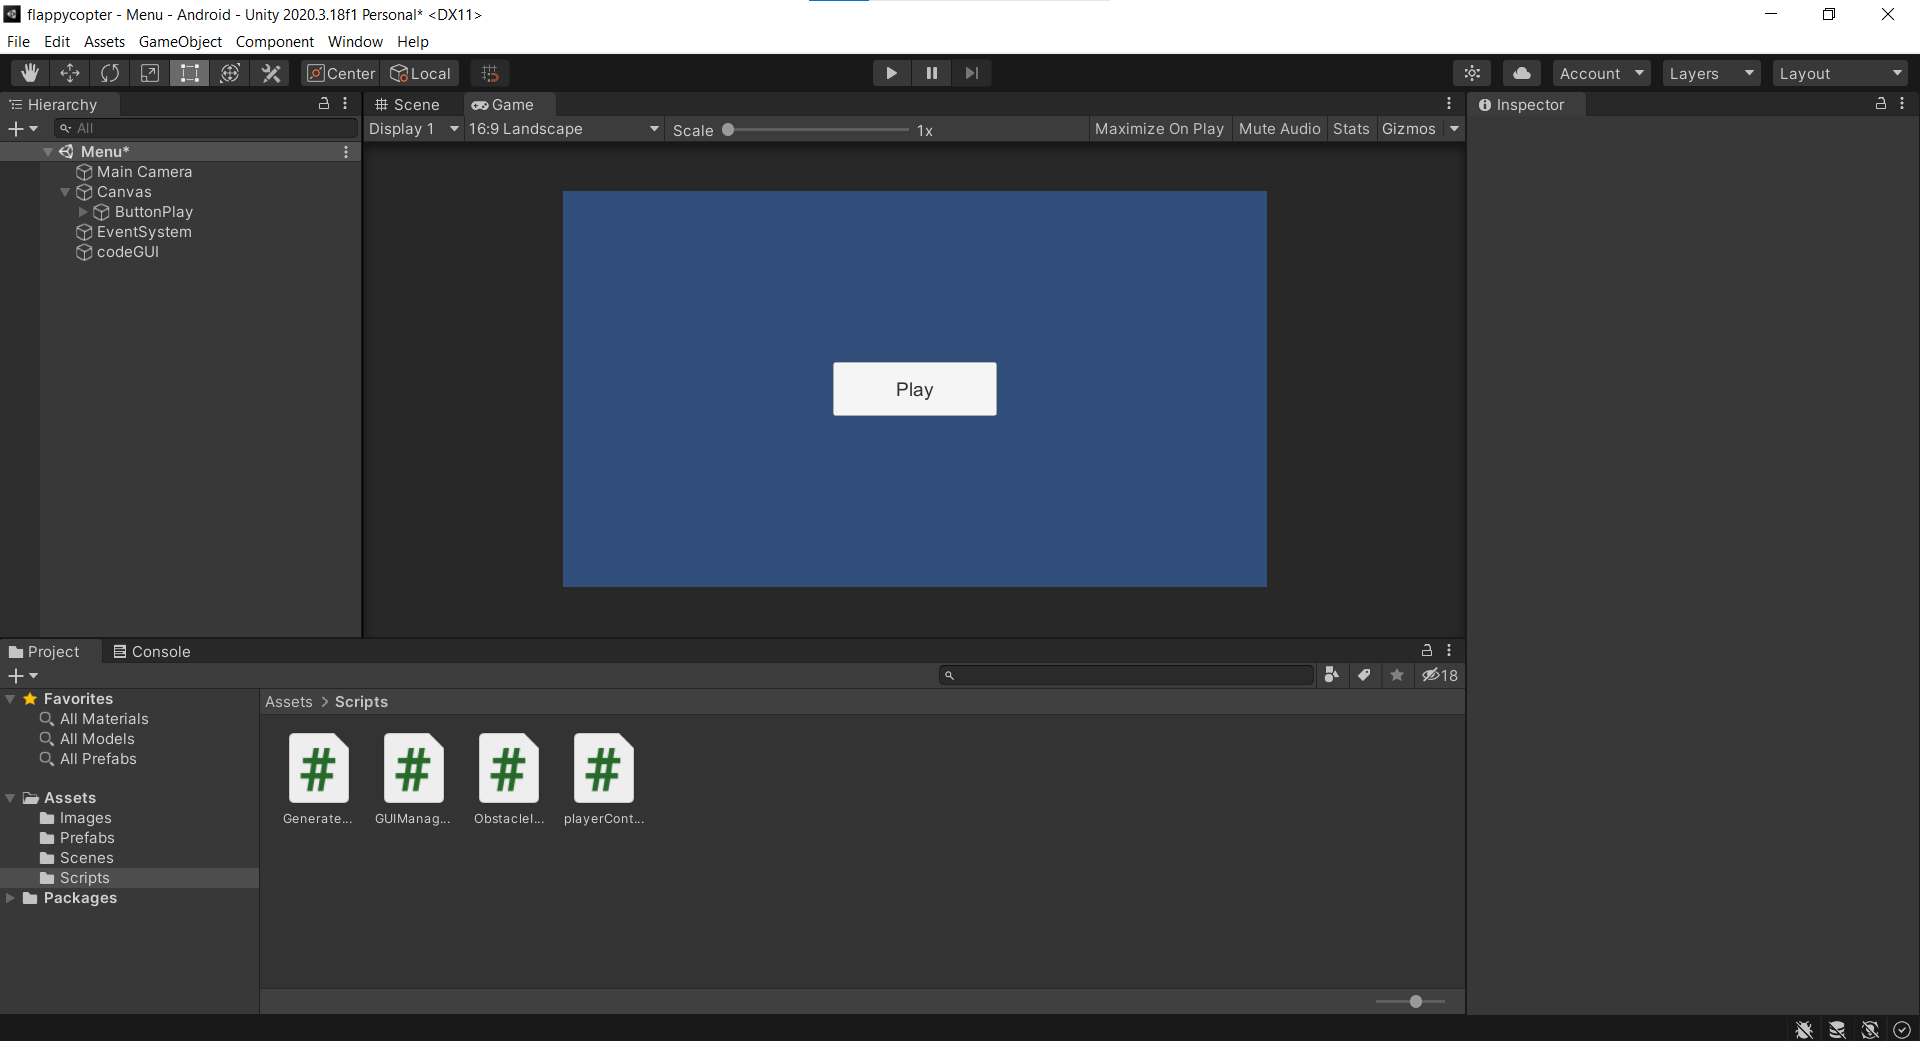 flappycopter - Menu - Android - Unity 2020.3.18f1 Personal* <DX11>
File Edit Assets GameObject Component Window Help
Center Local Account Layers Layout
Hierarchy
All
Menu*
Main Camera
Canvas
ButtonPlay
EventSystem
codeGUI
Scene Game
Display 1 16:9 Landscape Scale 1x Maximize On Play Mute Audio Stats Gizmos
Play
Inspector
Project Console
18
Favorites
All Materials
All Models
All Prefabs
Assets
Images
Prefabs
Scenes
Scripts
Packages
Assets > Scripts
# # # #
Generate... GUIManag... ObstacleI... playerCont...